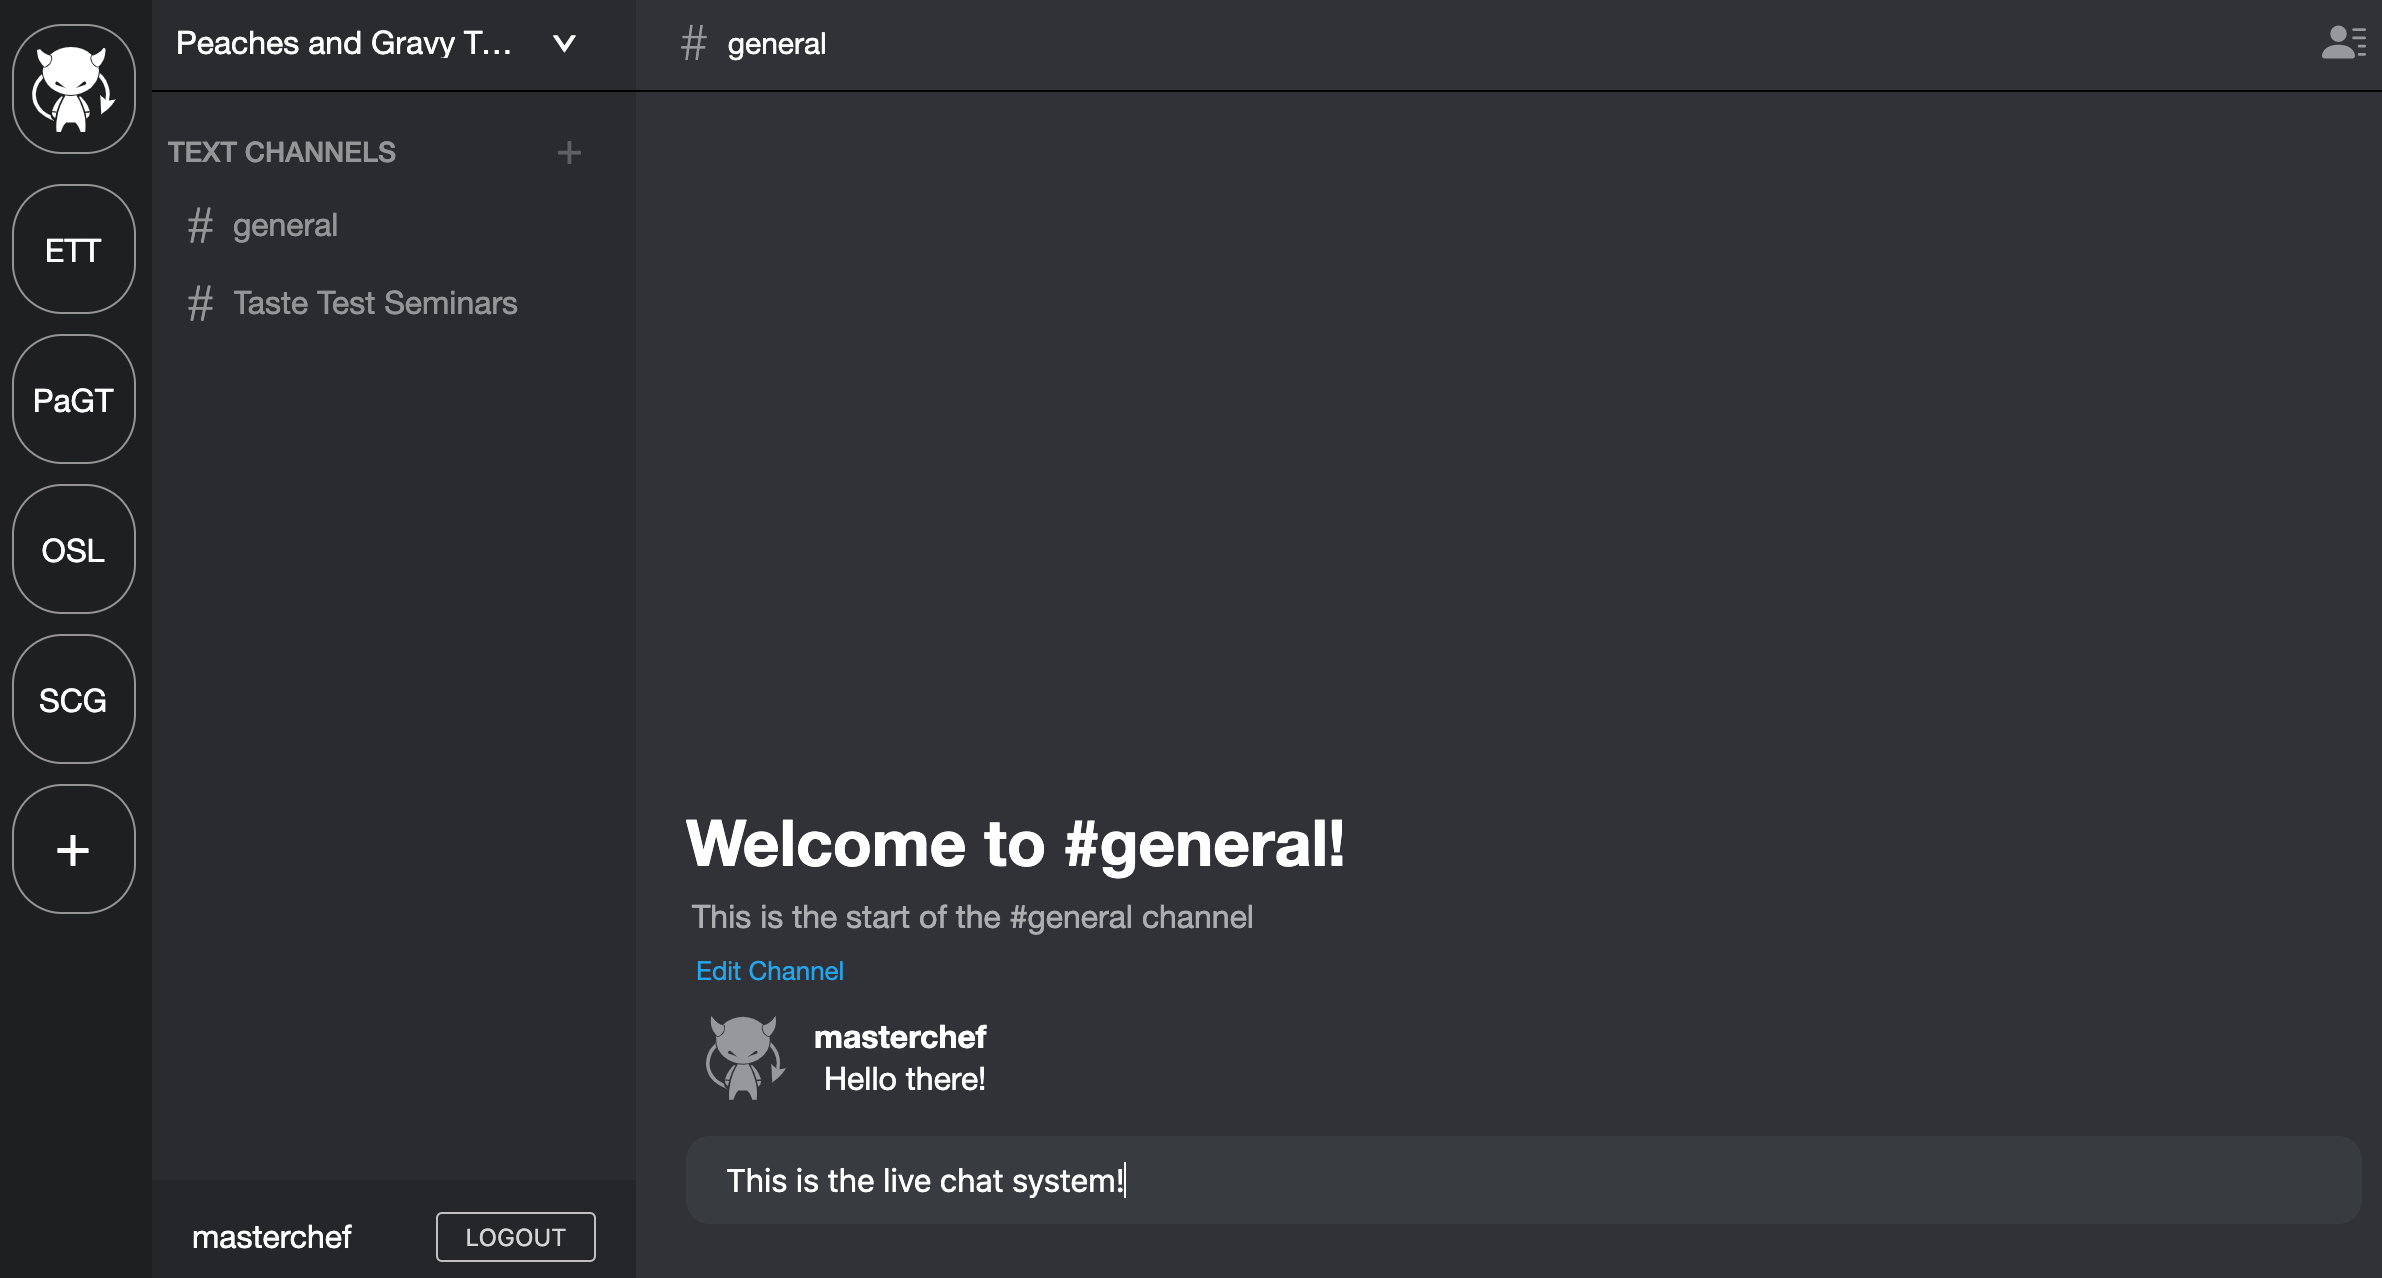 ETT
PaGT
OSL
SCG
+
Peaches and Gravy T...
TEXT CHANNELS +
# general
# Taste Test Seminars
masterchef LOGOUT
# general
Welcome to #general!
This is the start of the #general channel
Edit Channel
masterchef
Hello there!
This is the live chat system!